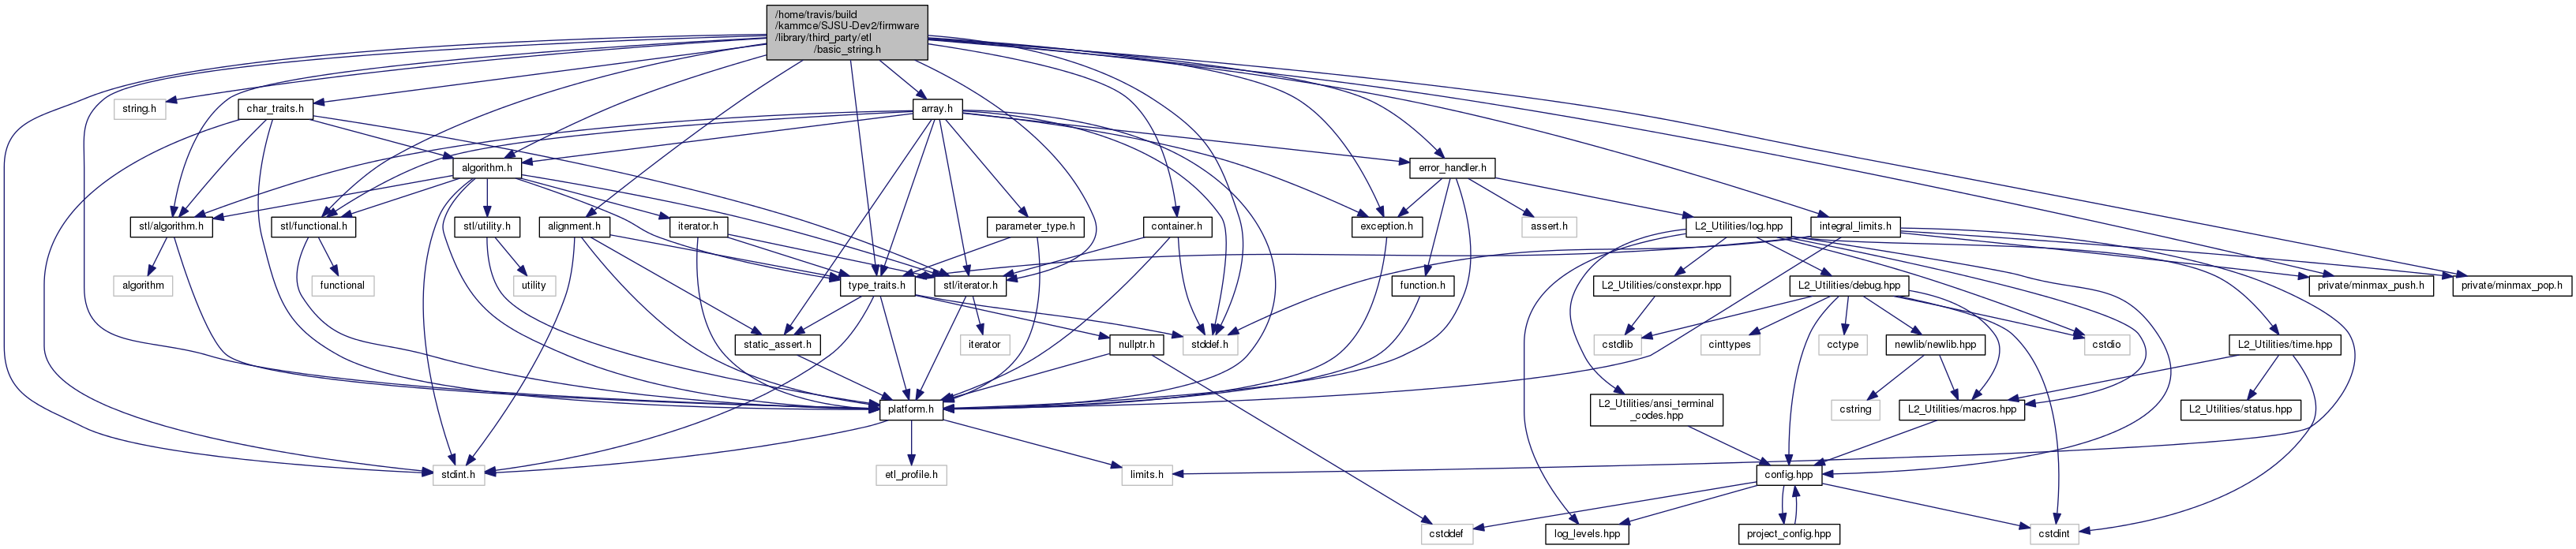 /home/travis/build
/kammce/SJSU-Dev2/firmware
/library/third_party/etl
/basic_string.h
string.h
char_traits.h
array.h
algorithm.h
error_handler.h
stl/algorithm.h
stl/functional.h
stl/utility.h
alignment.h
iterator.h
parameter_type.h
container.h
exception.h
assert.h
L2_Utilities/log.hpp
integral_limits.h
algorithm
functional
utility
type_traits.h
stl/iterator.h
function.h
L2_Utilities/constexpr.hpp
L2_Utilities/debug.hpp
private/minmax_push.h
private/minmax_pop.h
static_assert.h
iterator
nullptr.h
stddef.h
cstdlib
cinttypes
cctype
newlib/newlib.hpp
cstdio
L2_Utilities/time.hpp
platform.h
L2_Utilities/ansi_terminal
_codes.hpp
cstring
L2_Utilities/macros.hpp
L2_Utilities/status.hpp
stdint.h
etl_profile.h
limits.h
config.hpp
cstddef
log_levels.hpp
project_config.hpp
cstdint